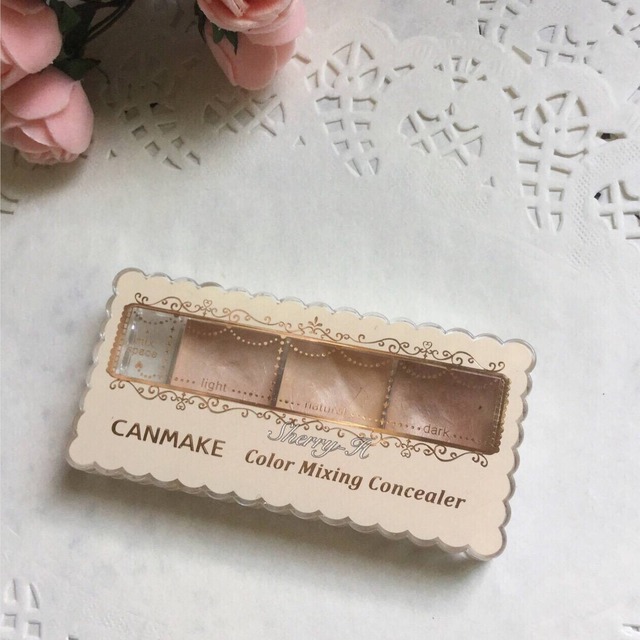 light
natural
dark
Sherry-A
CANMAKE
Color Mixing Concealer